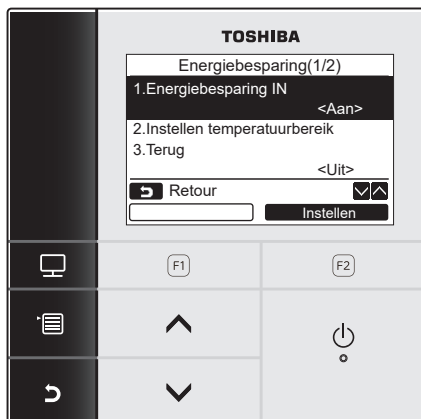 TOSHIBA
Energiebesparing(1/2)
1.Energiebesparing IN
<Aan>
2.Instellen temperatuurbereik
3.Terug
<Uit>
Retour
Instellen
F1
F2